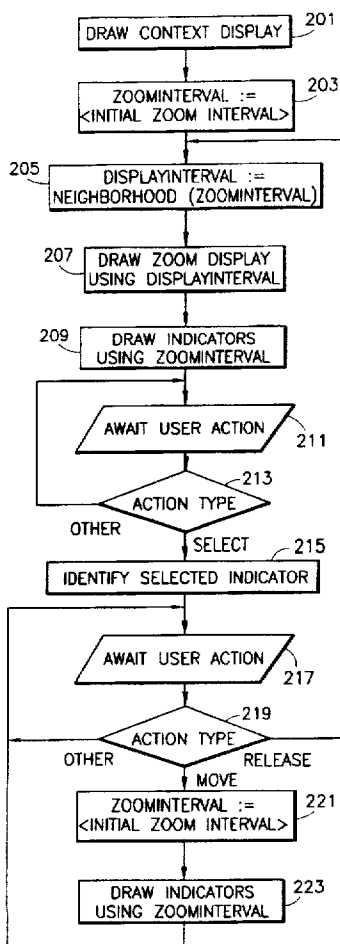 DRAW CONTEXT DISPLAY
201
ZOOMINTERVAL :=
<INITIAL ZOOM INTERVAL>
203
205
DISPLAYINTERVAL :=
NEIGHBORHOOD (ZOOMINTERVAL)
207
DRAW ZOOM DISPLAY
USING DISPLAYINTERVAL
209
DRAW INDICATORS
USING ZOOMINTERVAL
AWAIT USER ACTION
211
213
ACTION TYPE
OTHER
SELECT
215
IDENTIFY SELECTED INDICATOR
AWAIT USER ACTION
217
219
ACTION TYPE
OTHER
RELEASE
MOVE
ZOOMINTERVAL :=
<INITIAL ZOOM INTERVAL>
221
DRAW INDICATORS
USING ZOOMINTERVAL
223